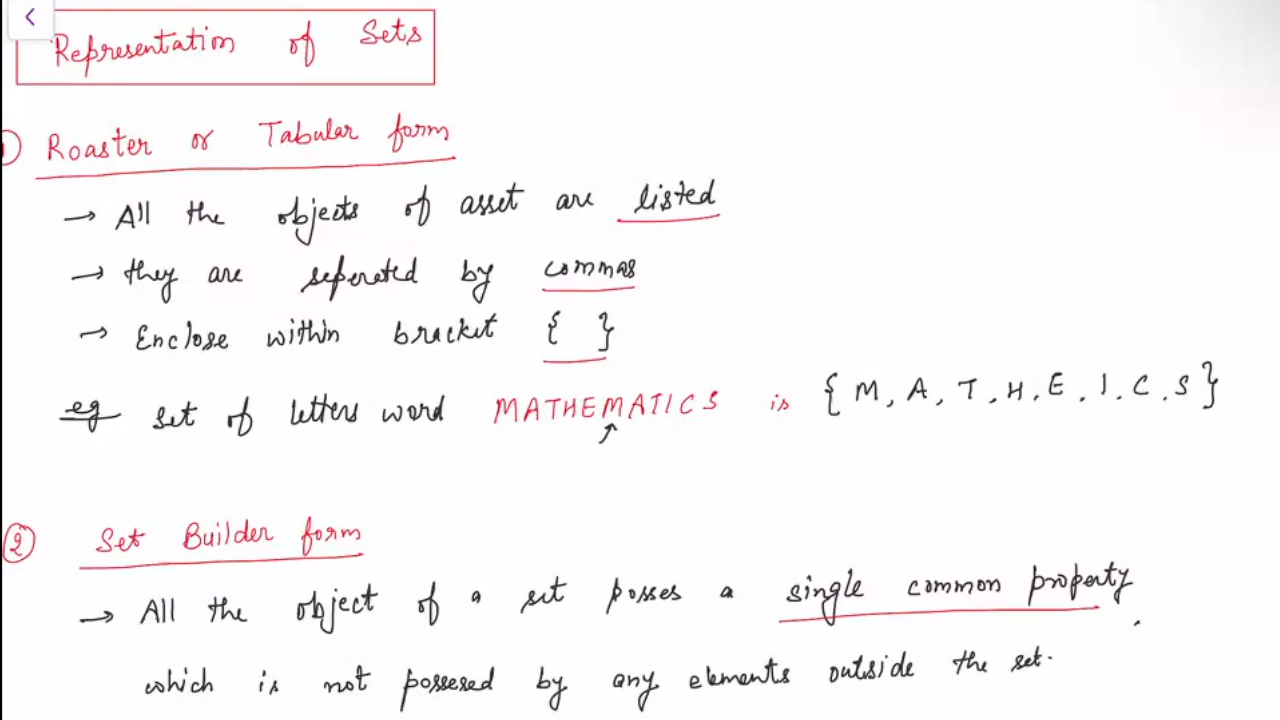 Representation of Sets
① Roaster or Tabular form
→ All the objects of asset are listed
→ they are seperated by commas
→ Enclose within bracket { }
eg set of letters word MATHEMATICS is { M, A, T, H, E, I, C, S }
② Set Builder form
→ All the object of a set posses a single common property
which is not possesed by any elements outside the set.